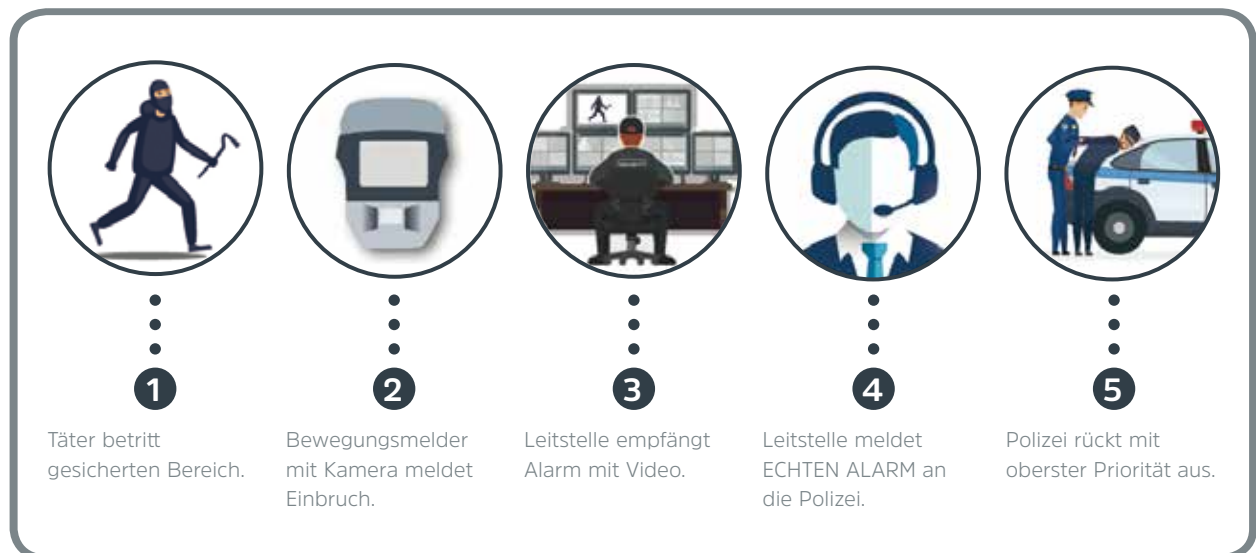 1
Täter betritt
gesicherten Bereich.
2
Bewegungsmelder
mit Kamera meldet
Einbruch.
3
Leitstelle empfängt
Alarm mit Video.
4
Leitstelle meldet
ECHTEN ALARM an
die Polizei.
5
Polizei rückt mit
oberster Priorität aus.